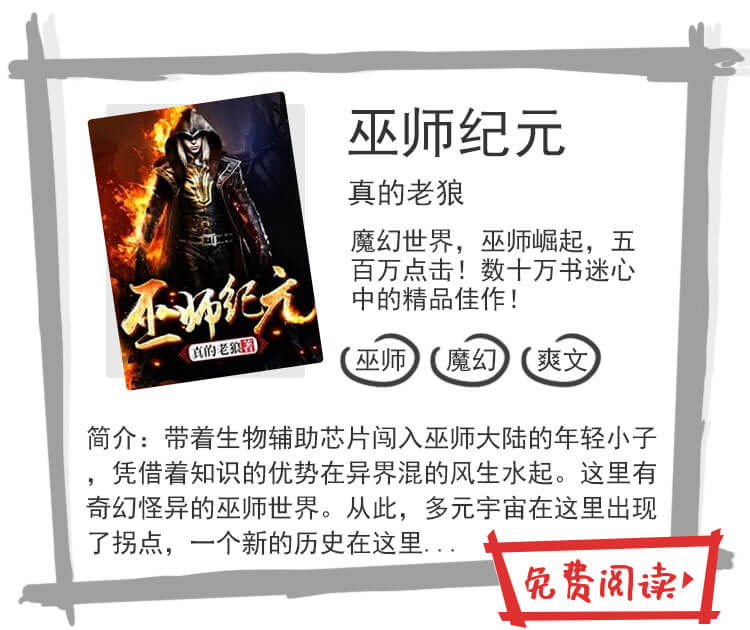 巫师纪元
真的老狼
魔幻世界，巫师崛起，五
百万点击！数十万书迷心
中的精品佳作！
巫师 魔幻 爽文
巫师纪元
真的老狼著
简介：带着生物辅助芯片闯入巫师大陆的年轻小子
，凭借着知识的优势在异界混的风生水起。这里有
奇幻怪异的巫师世界。从此，多元宇宙在这里出现
了拐点，一个新的历史在这里...
免费阅读